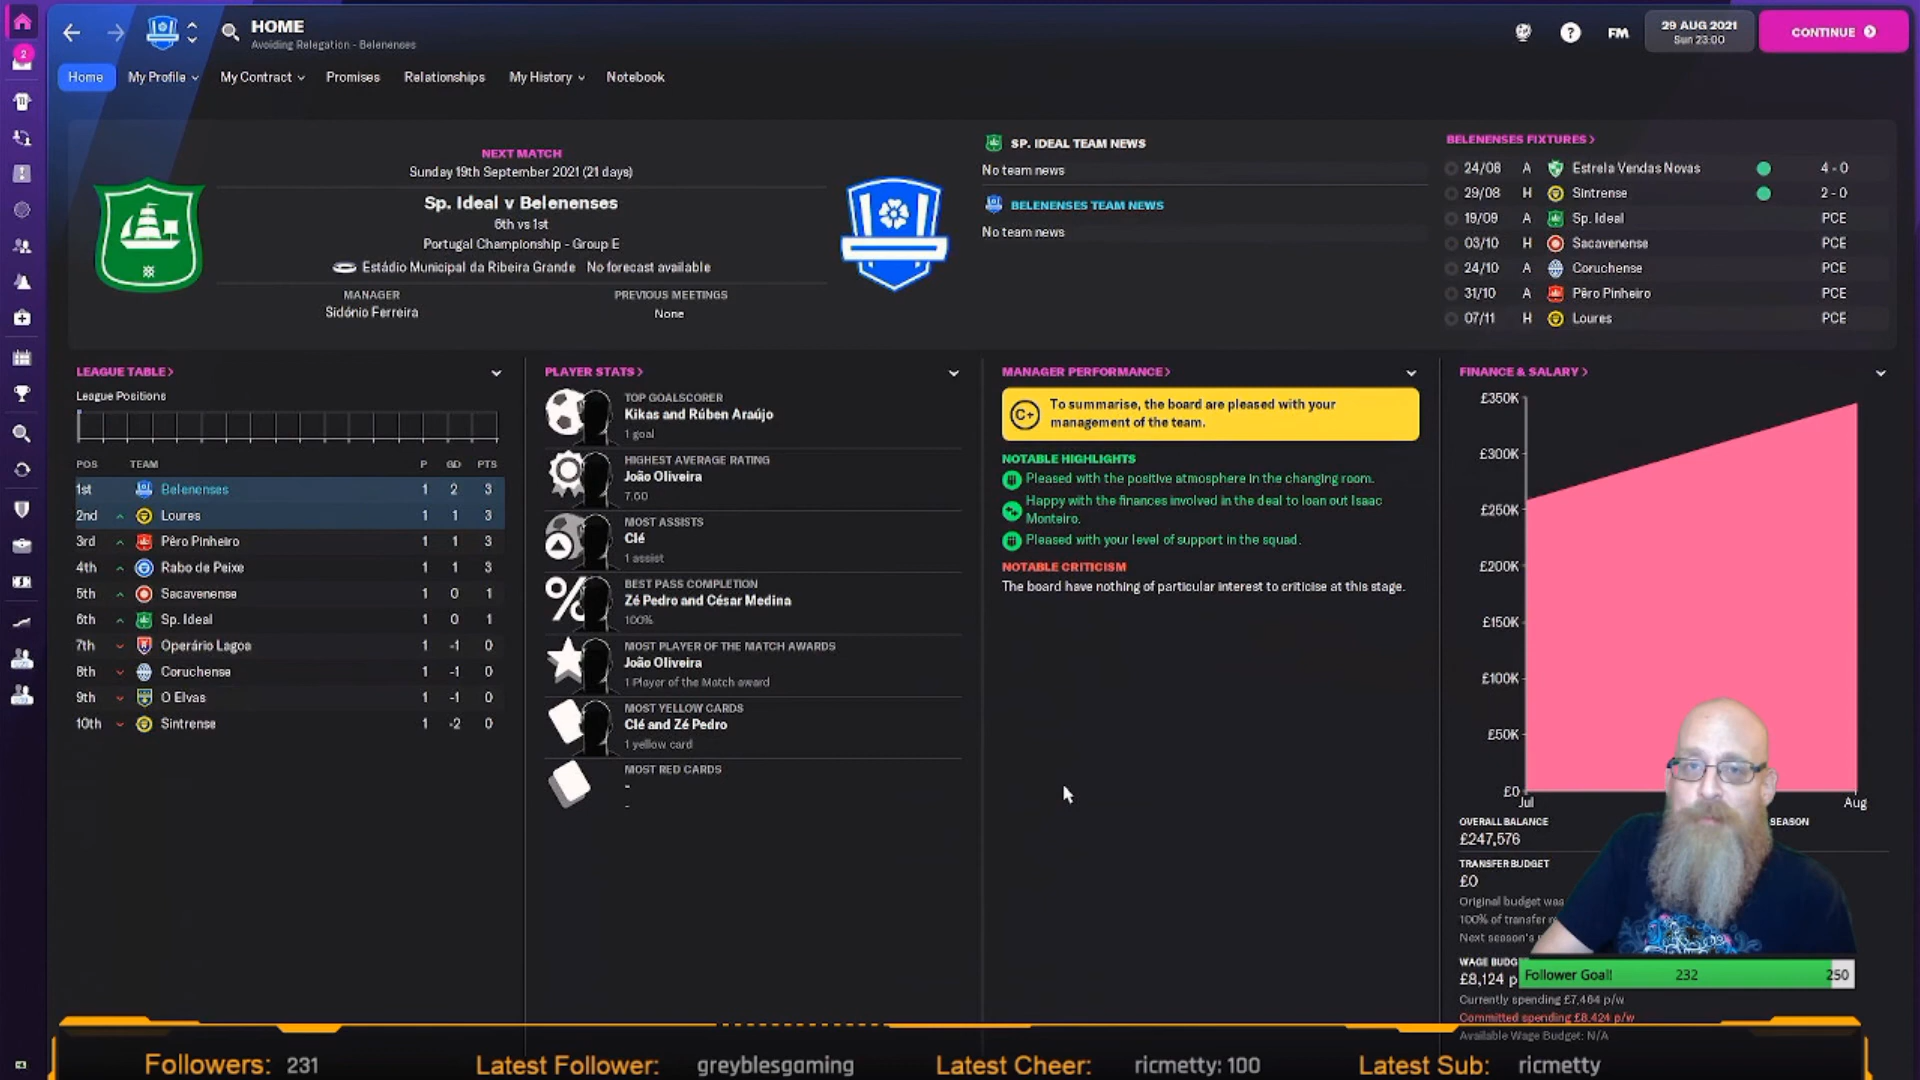 HOME
Avoiding Relegation - Belenenses
FM
29 AUG 2021
Sun 23:00
CONTINUE
2
Home
My Profile
My Contract
Promises
Relationships
My History
Notebook
NEXT MATCH
Sunday 19th September 2021 (21 days)
Sp. Ideal v Belenenses
6th vs 1st
Portugal Championship - Group E
Estádio Municipal da Ribeira Grande No forecast available
MANAGER
Sidónio Ferreira
PREVIOUS MEETINGS
None
SP. IDEAL TEAM NEWS
No team news
BELENENSES TEAM NEWS
No team news
BELENENSES FIXTURES >
24/08 A Estrela Vendas Novas 4 - 0
29/08 H Sintrense 2 - 0
19/09 A Sp. Ideal PCE
03/10 H Sacavenense PCE
24/10 A Coruchense PCE
31/10 A Pêro Pinheiro PCE
07/11 H Loures PCE
LEAGUE TABLE >
League Positions
POS TEAM P GD PTS
1st Belenenses 1 2 3
2nd Loures 1 1 3
3rd Pêro Pinheiro 1 1 3
4th Rabo de Peixe 1 1 3
5th Sacavenense 1 0 1
6th Sp. Ideal 1 0 1
7th Operário Lagoa 1 -1 0
8th Coruchense 1 -1 0
9th O Elvas 1 -1 0
10th Sintrense 1 -2 0
PLAYER STATS >
TOP GOALSCORER
Kikas and Rúben Araújo
1 goal
HIGHEST AVERAGE RATING
João Oliveira
7.00
MOST ASSISTS
Clé
1 assist
BEST PASS COMPLETION
Zé Pedro and César Medina
100%
MOST PLAYER OF THE MATCH AWARDS
João Oliveira
1 Player of the Match award
MOST YELLOW CARDS
Clé and Zé Pedro
1 yellow card
MOST RED CARDS
-
-
MANAGER PERFORMANCE >
C+
To summarise, the board are pleased with your
management of the team.
NOTABLE HIGHLIGHTS
Pleased with the positive atmosphere in the changing room.
Happy with the finances involved in the deal to loan out Isaac
Monteiro.
Pleased with your level of support in the squad.
NOTABLE CRITICISM
The board have nothing of particular interest to criticise at this stage.
FINANCE & SALARY >
£350K
£300K
£250K
£200K
£150K
£100K
£50K
£0
Jul
Aug
OVERALL BALANCE
£247,576
SEASON
TRANSFER BUDGET
£0
Original budget was
100% of transfer
Next season's
WAGE BUDG
£8,124 p
Currently spending £7,464 p/w
Committed spending £8,424 p/w
Available Wage Budget: N/A
Follower Goal! 232 250
Followers: 231
Latest Follower: greyblesgaming
Latest Cheer: ricmetty: 100
Latest Sub: ricmetty